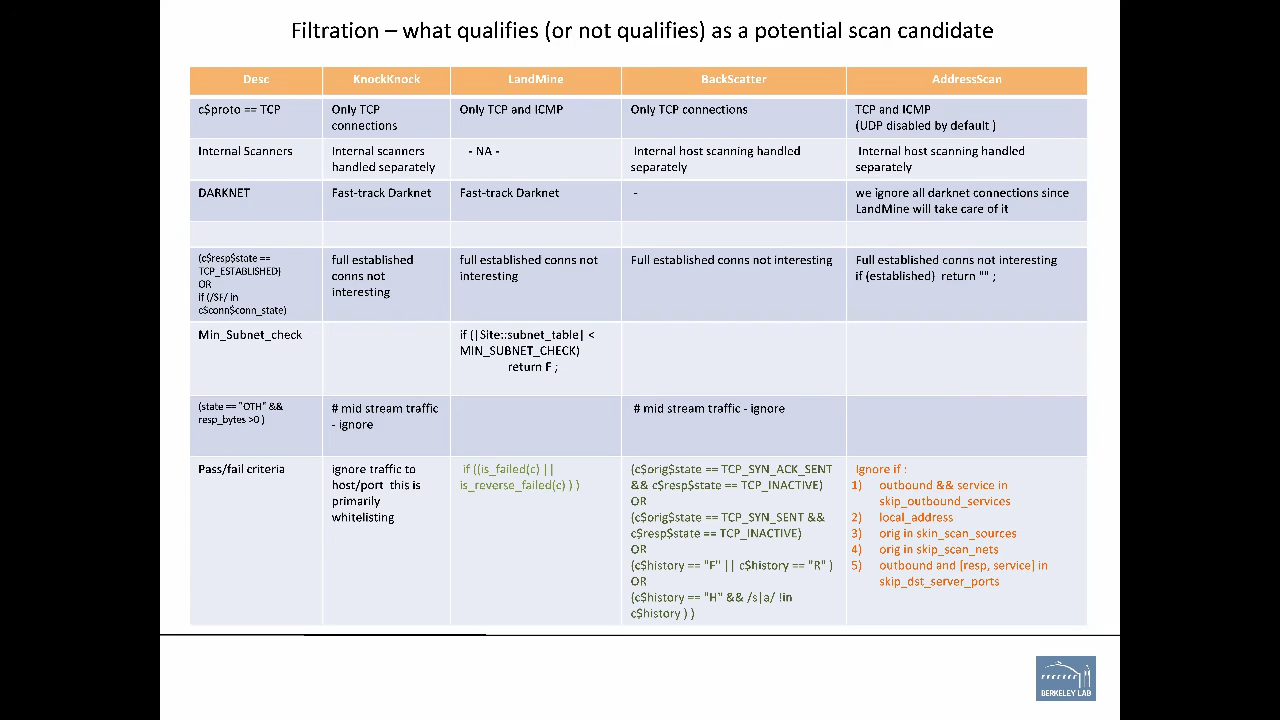 Filtration – what qualifies (or not qualifies) as a potential scan candidate
Desc
KnockKnock
LandMine
BackScatter
AddressScan
c$proto == TCP
Only TCP
connections
Only TCP and ICMP
Only TCP connections
TCP and ICMP
(UDP disabled by default )
Internal Scanners
Internal scanners
handled separately
- NA -
Internal host scanning handled
separately
Internal host scanning handled
separately
DARKNET
Fast-track Darknet
Fast-track Darknet
-
we ignore all darknet connections since
LandMine will take care of it
(c$resp$state ==
TCP_ESTABLISHED)
OR
if (/SF/ in
c$conn$conn_state)
full established
conns not
interesting
full established conns not
interesting
Full established conns not interesting
Full established conns not interesting
if (established)  return "" ;
Min_Subnet_check
if (|Site::subnet_table| <
MIN_SUBNET_CHECK)
return F ;
(state == "OTH" &&
resp_bytes >0 )
# mid stream traffic
- ignore
# mid stream traffic - ignore
Pass/fail criteria
ignore traffic to
host/port  this is
primarily
whitelisting
if ((is_failed(c) ||
is_reverse_failed(c) ) )
(c$orig$state == TCP_SYN_ACK_SENT
&& c$resp$state == TCP_INACTIVE)
OR
(c$orig$state == TCP_SYN_SENT &&
c$resp$state == TCP_INACTIVE)
OR
(c$history == "F" || c$history == "R" )
OR
(c$history == "H" && /s|a/ !in
c$history ) )
Ignore if :
1) outbound && service in
skip_outbound_services
2) local_address
3) orig in skin_scan_sources
4) orig in skip_scan_nets
5) outbound and [resp, service] in
skip_dst_server_ports
BERKELEY LAB